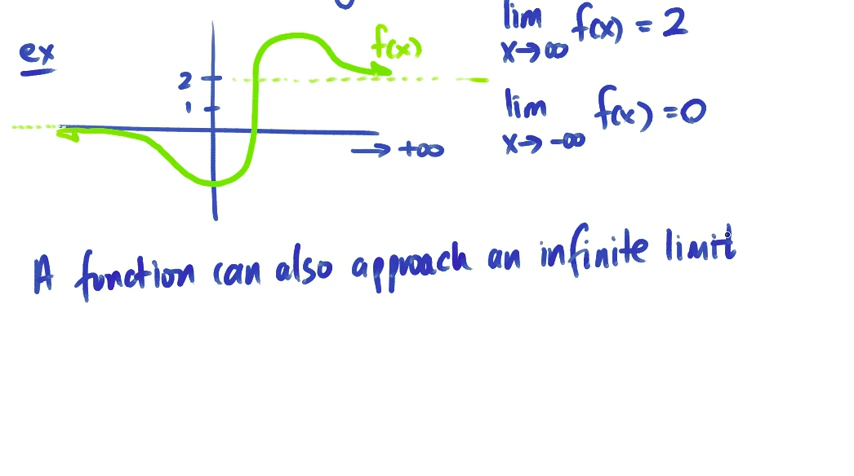 ex
f(x)
2
1
→ +∞
lim f(x) = 2
x→∞
lim f(x) = 0
x→-∞
A function can also approach an infinite limit